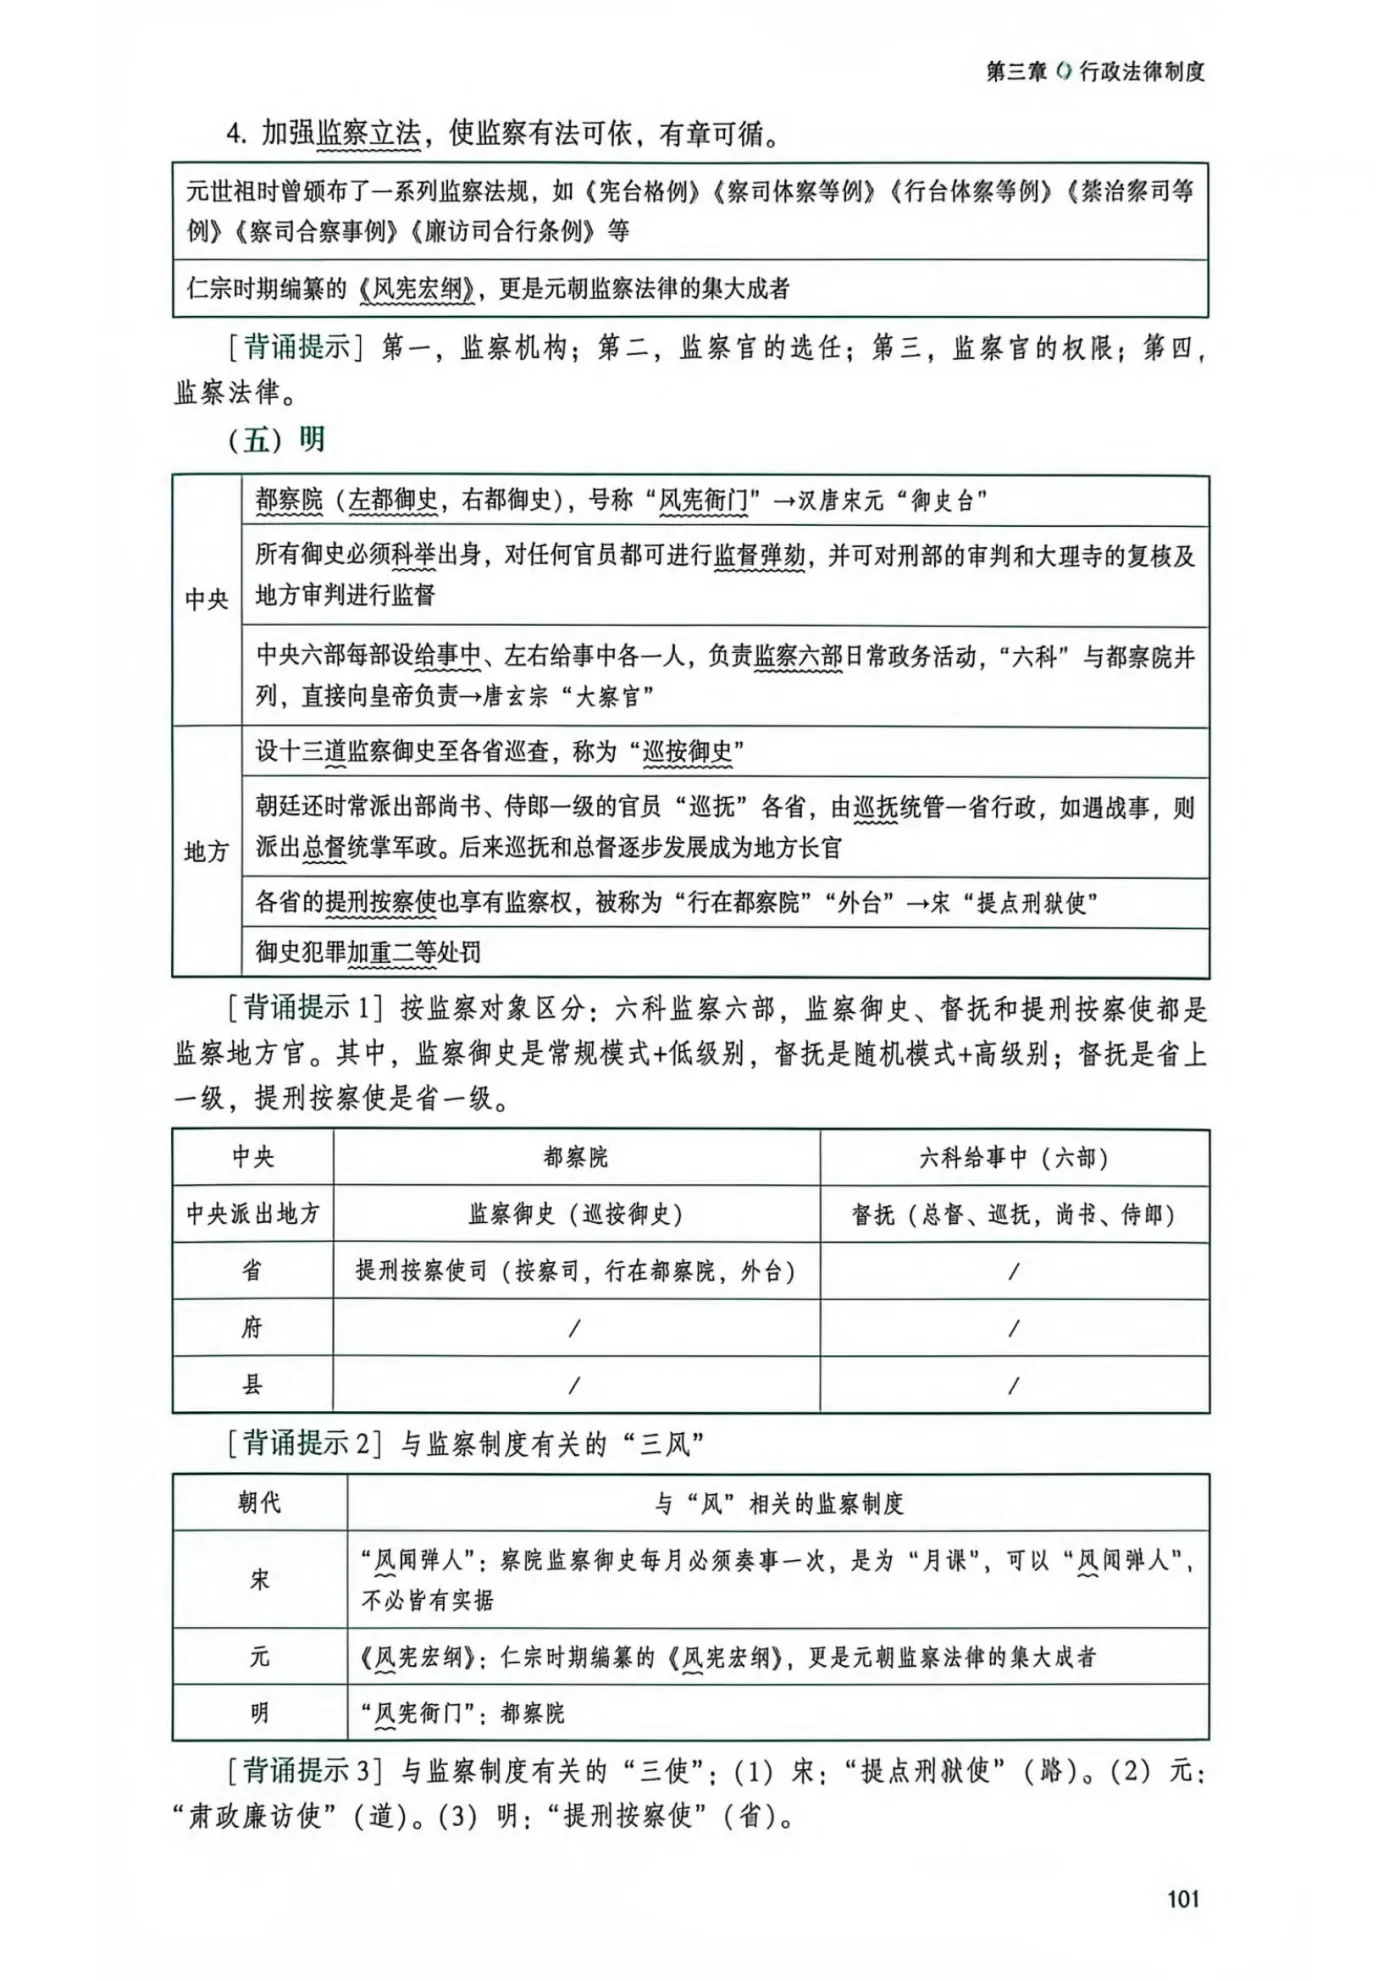 第三章 行政法律制度
4. 加强监察立法，使监察有法可依，有章可循。
元世祖时曾颁布了一系列监察法规，如《宪台格例》《察司体察等例》《行台体察等例》《禁治察司等
例》《察司合察事例》《廉访司合行条例》等
仁宗时期编纂的《风宪宏纲》，更是元朝监察法律的集大成者
［背诵提示］第一，监察机构；第二，监察官的选任；第三，监察官的权限；第四，
监察法律。
（五）明
中央
都察院（左都御史，右都御史），号称“风宪衙门”→汉唐宋元“御史台”
所有御史必须科举出身，对任何官员都可进行监督弹劾，并可对刑部的审判和大理寺的复核及
地方审判进行监督
中央六部每部设给事中、左右给事中各一人，负责监察六部日常政务活动，“六科”与都察院并
列，直接向皇帝负责→唐玄宗“大察官”
地方
设十三道监察御史至各省巡查，称为“巡按御史”
朝廷还时常派出部尚书、侍郎一级的官员“巡抚”各省，由巡抚统管一省行政，如遇战事，则
派出总督统掌军政。后来巡抚和总督逐步发展成为地方长官
各省的提刑按察使也享有监察权，被称为“行在都察院”“外台”→宋“提点刑狱使”
御史犯罪加重二等处罚
［背诵提示1］按监察对象区分：六科监察六部，监察御史、督抚和提刑按察使都是
监察地方官。其中，监察御史是常规模式+低级别，督抚是随机模式+高级别；督抚是省上
一级，提刑按察使是省一级。
中央 都察院 六科给事中（六部）
中央派出地方 监察御史（巡按御史） 督抚（总督、巡抚，尚书、侍郎）
省 提刑按察使司（按察司，行在都察院，外台） /
府 / /
县 / /
［背诵提示2］与监察制度有关的“三风”
朝代 与“风”相关的监察制度
宋
“风闻弹人”：察院监察御史每月必须奏事一次，是为“月课”，可以“风闻弹人”，
不必皆有实据
元 《风宪宏纲》：仁宗时期编纂的《风宪宏纲》，更是元朝监察法律的集大成者
明 “风宪衙门”：都察院
［背诵提示3］与监察制度有关的“三使”：（1）宋：“提点刑狱使”（路）。（2）元：
“肃政廉访使”（道）。（3）明：“提刑按察使”（省）。
101